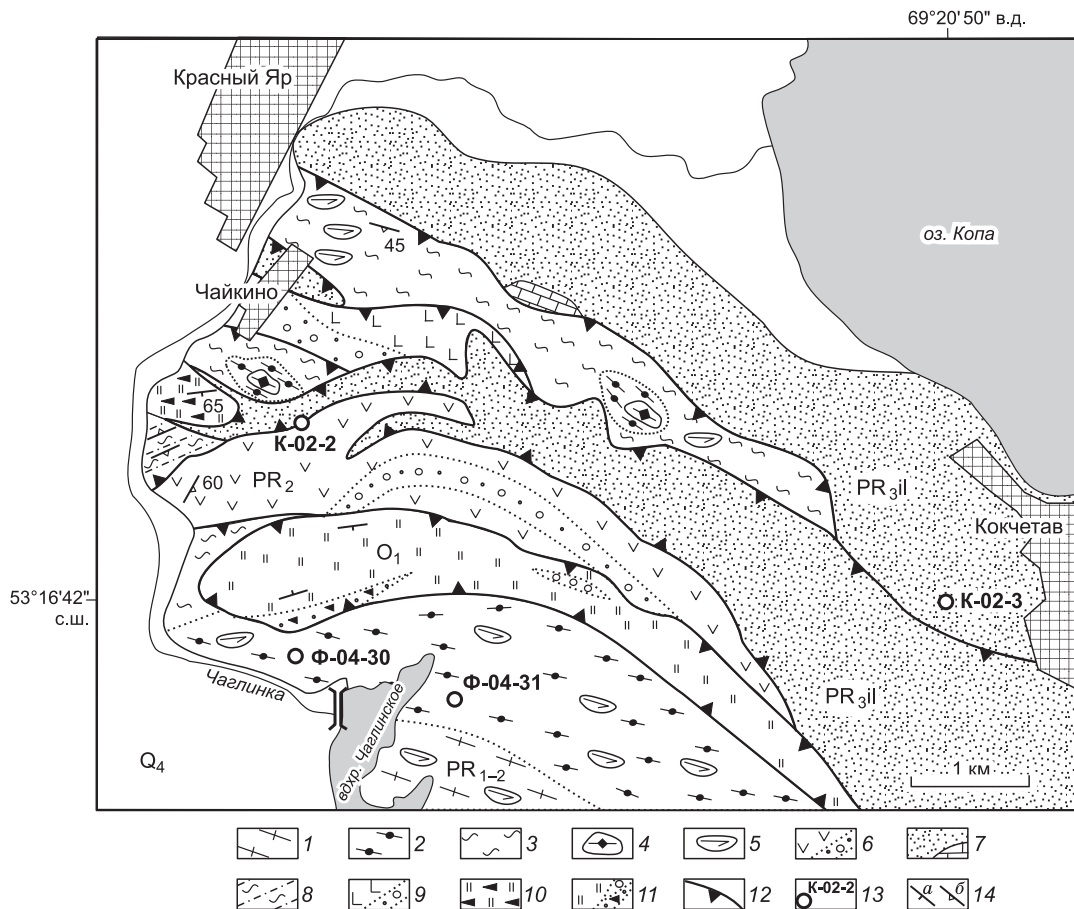 69°20'50" в.д.
Красный Яр
45
оз. Копа
Чайкино
65
К-02-2
60
PR2
PR3il
Кокчетав
O1
53°16'42"
с.ш.
К-02-3
Ф-04-30
Ф-04-31
Чаглинка
вдхр. Чаглинское
PR3il
Q4
PR1–2
1 км
1 2 3 4 5 6 7
8 9 10 11 12 К-02-2 13 а б 14